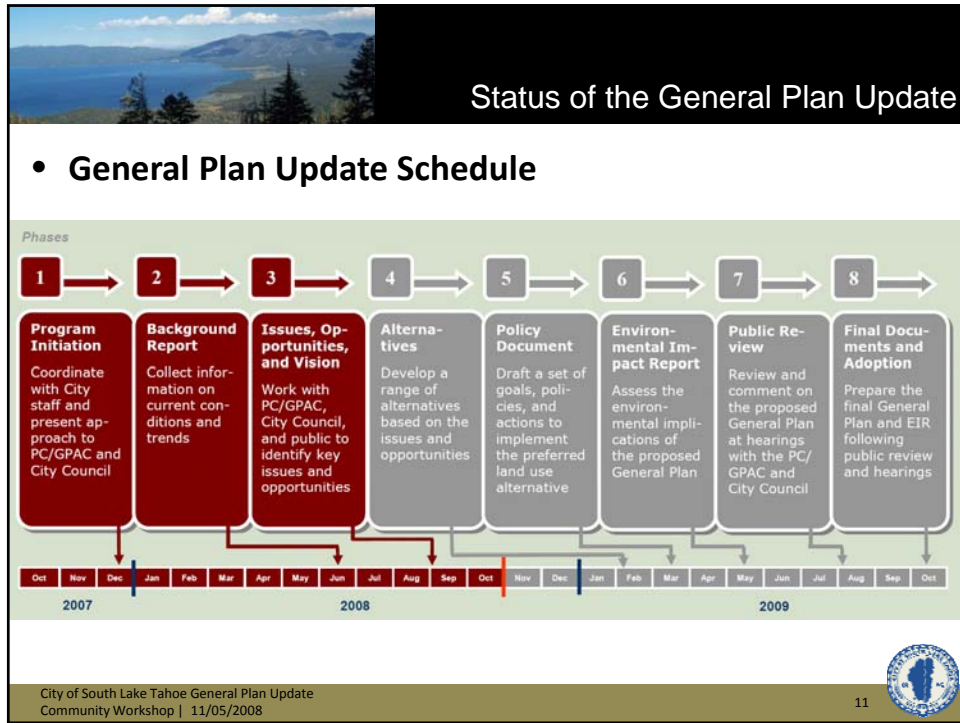 Status of the General Plan Update
• General Plan Update Schedule
Phases
1
2
3
4
5
6
7
8
Program
Initiation
Coordinate
with City
staff and
present ap-
proach to
PC/GPAC and
City Council
Background
Report
Collect infor-
mation on
current con-
ditions and
trends
Issues, Op-
portunities,
and Vision
Work with
PC/GPAC,
City Council,
and public to
identify key
issues and
opportunities
Alterna-
tives
Develop a
range of
alternatives
based on the
issues and
opportunities
Policy
Document
Draft a set of
goals, poli-
cies, and
actions to
implement
the preferred
land use
alternative
Environ-
mental Im-
pact Report
Assess the
environ-
mental impli-
cations of
the proposed
General Plan
Public Re-
view
Review and
comment on
the proposed
General Plan
at hearings
with the PC/
GPAC and
City Council
Final Docu-
ments and
Adoption
Prepare the
final General
Plan and EIR
following
public review
and hearings
Oct Nov Dec Jan Feb Mar Apr May Jun Jul Aug Sep Oct Nov Dec Jan Feb Mar Apr May Jun Jul Aug Sep Oct
2007 2008 2009
City of South Lake Tahoe General Plan Update
Community Workshop | 11/05/2008
11